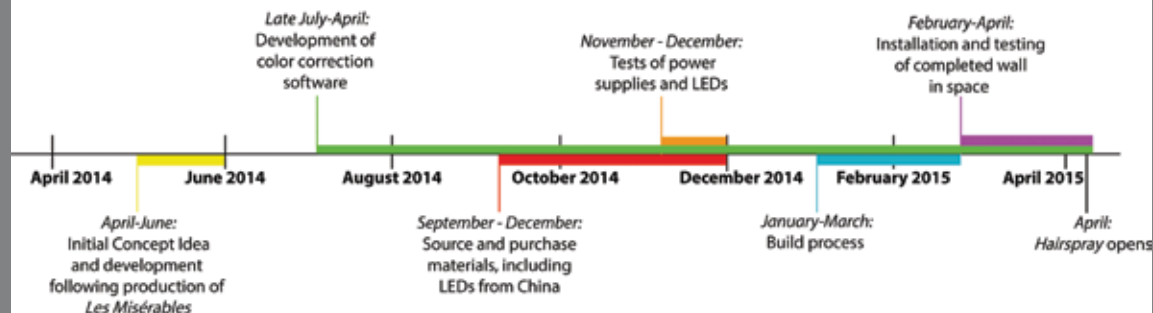 Late July-April:
Development of
color correction
software
November - December:
Tests of power
supplies and LEDs
February-April:
Installation and testing
of completed wall
in space
April 2014
June 2014
August 2014
October 2014
December 2014
February 2015
April 2015
April-June:
Initial Concept Idea
and development
following production of
Les Misérables
September - December:
Source and purchase
materials, including
LEDs from China
January-March:
Build process
April:
Hairspray opens